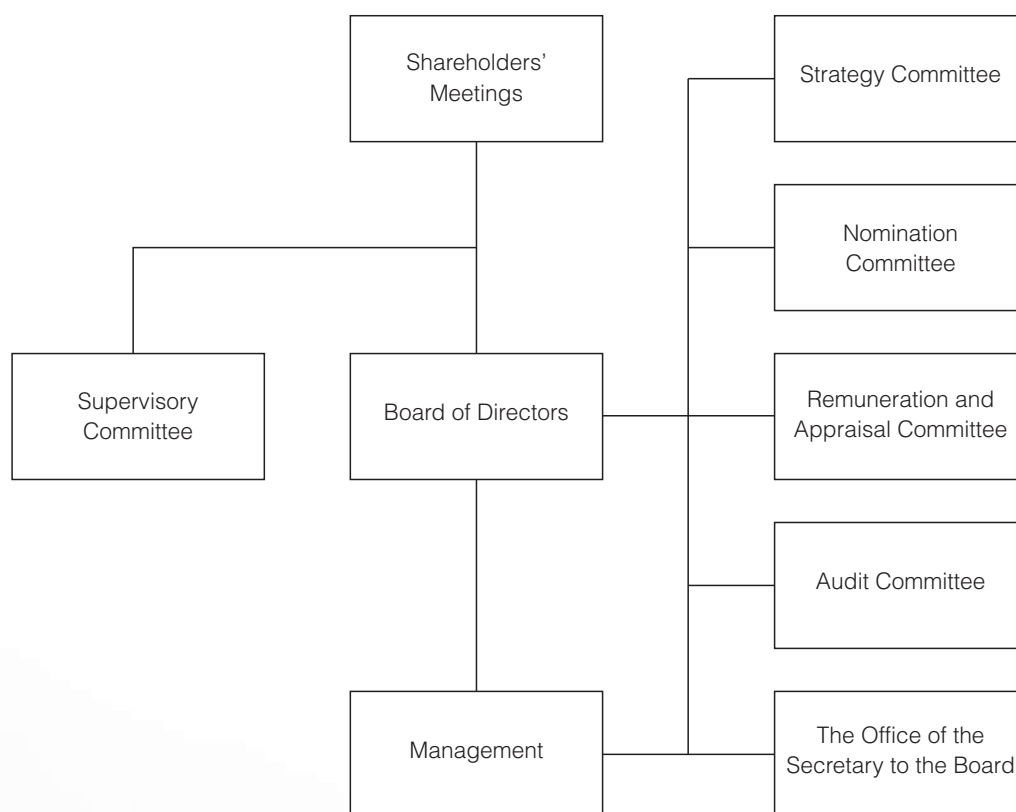 Shareholders'
Meetings
Strategy Committee
Nomination
Committee
Supervisory
Committee
Board of Directors
Remuneration and
Appraisal Committee
Audit Committee
Management
The Office of the
Secretary to the Board